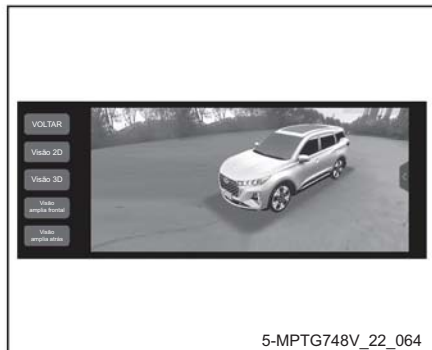 VOLTAR
Visão 2D
Visão 3D
Visão
amplia frontal
Visão
amplia atrás
5-MPTG748V_22_064